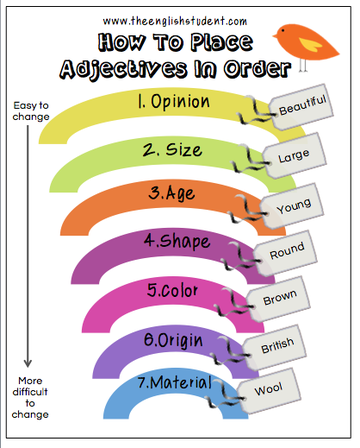 www.theenglishstudent.com
How To Place
Adjectives In Order
Easy to
change
1. Opinion
Beautiful
2. Size
Large
3.Age
Young
4.Shape
Round
5.Color
Brown
6.Origin
British
7.Material
Wool
More
difficult
to
change